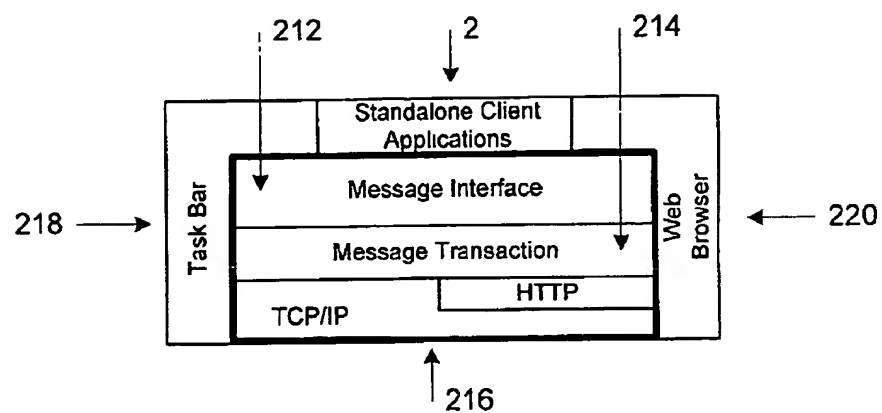 212
2
214
Standalone Client
Applications
Message Interface
218
Task Bar
Web
Browser
220
Message Transaction
HTTP
TCP/IP
216